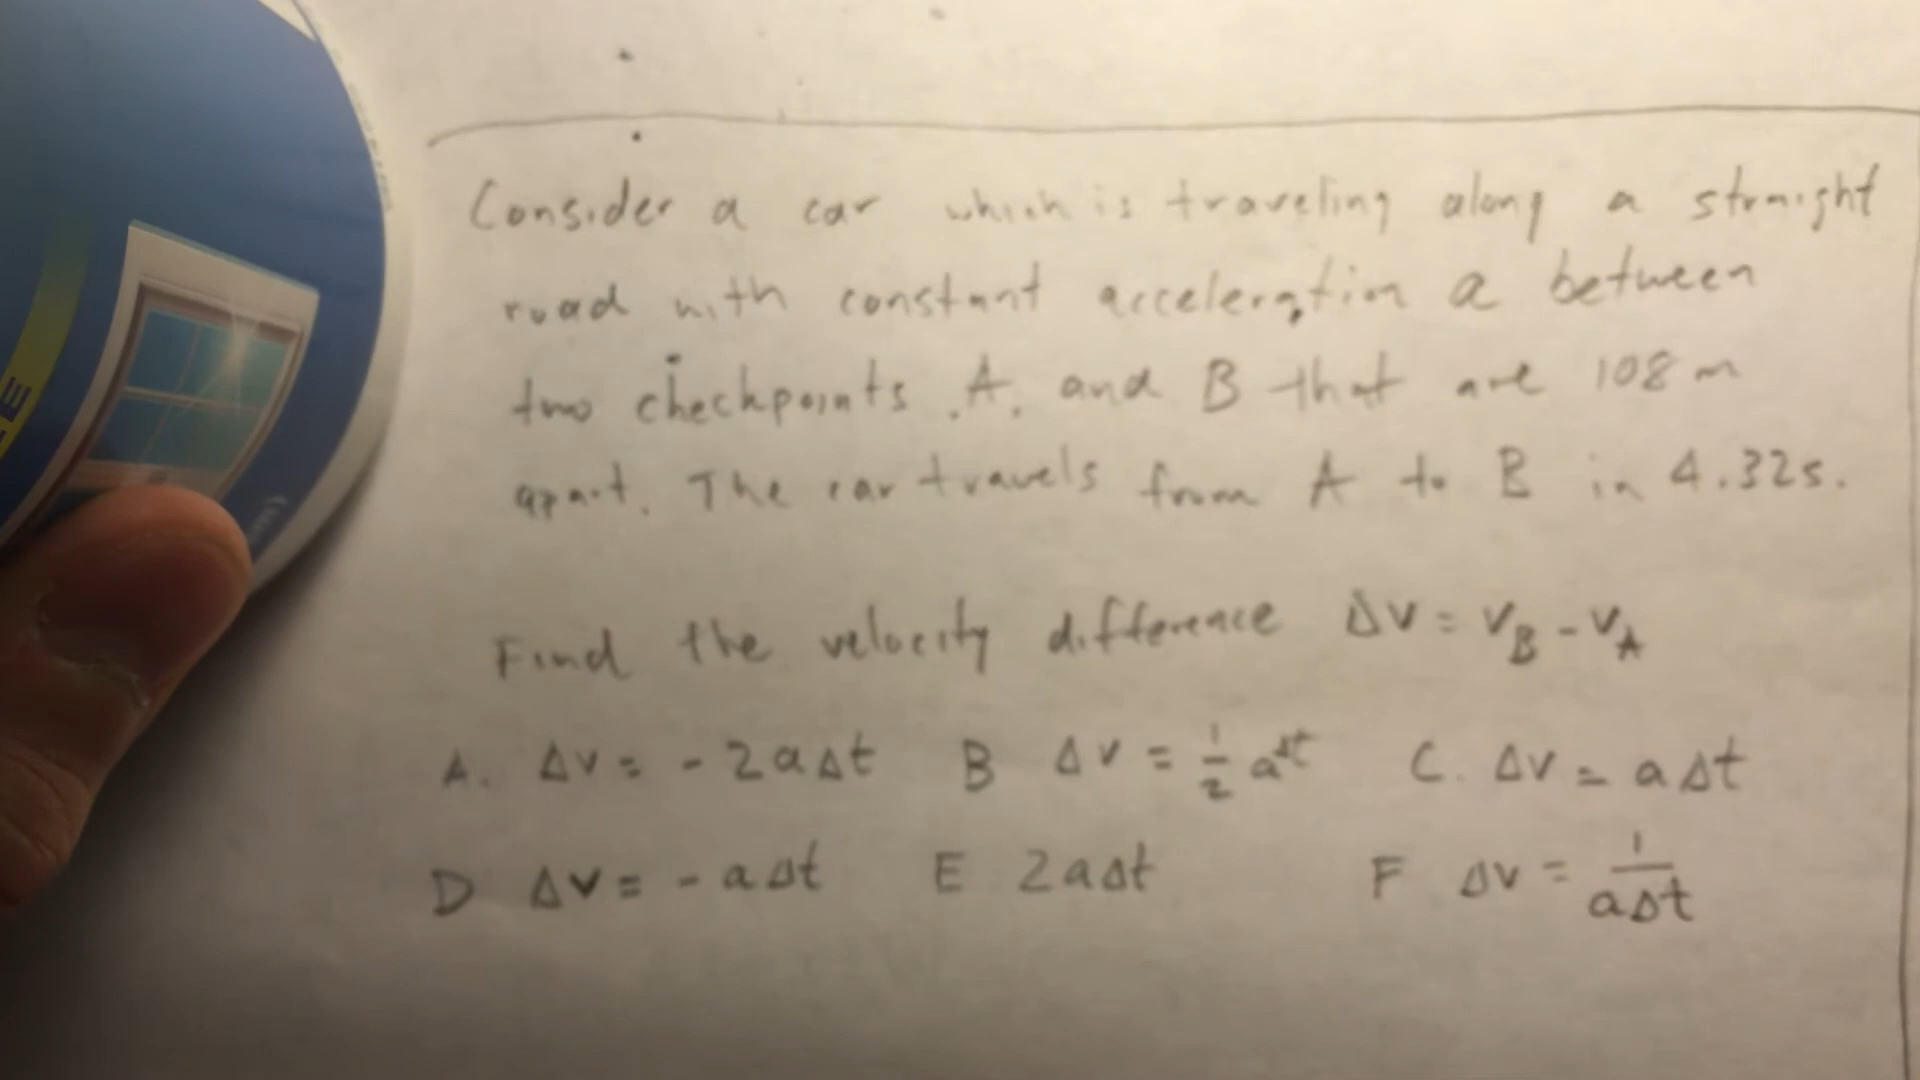 Consider a car which is traveling along a straight
road with constant acceleration a between
two checkpoints A, and B that are 108 m
apart. The car travels from A to B in 4.32s.
Find the velocity difference Δv = v_B - v_A
A. Δv = - 2aΔt B Δv = 1/2 aΔt C. Δv = aΔt
D Δv = - aΔt E 2aΔt F Δv = 1/aΔt